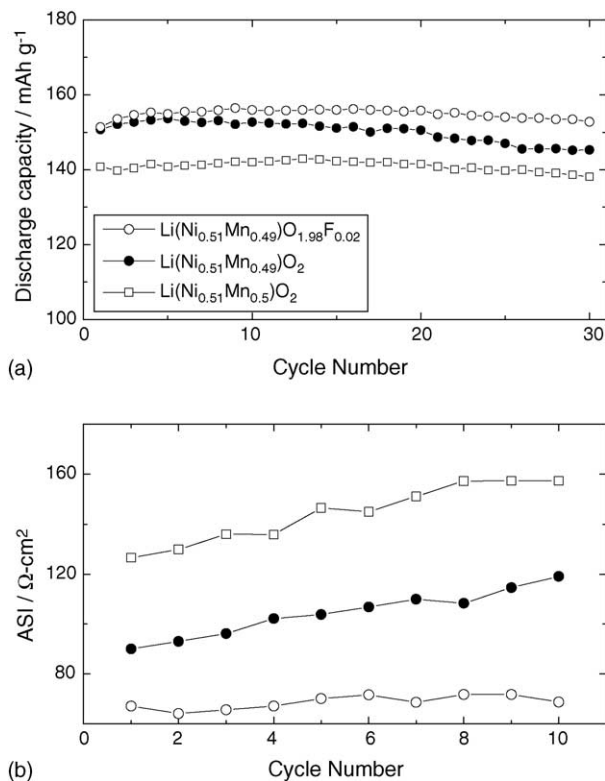 (a)
Discharge capacity / mAh g⁻¹
180
160
140
120
100
Li(Ni₀.₅₁Mn₀.₄₉)O₁.₉₈F₀.₀₂
Li(Ni₀.₅₁Mn₀.₄₉)O₂
Li(Ni₀.₅₁Mn₀.₅)O₂
0 10 20 30
Cycle Number
(b)
ASI / Ω-cm²
160
120
80
0 2 4 6 8 10
Cycle Number